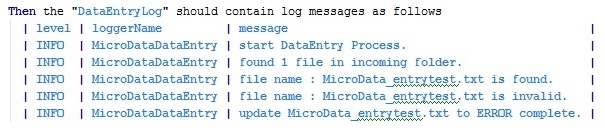 Then the "DataEntryLog" should contain log messages as follows
| level | loggerName | message |
| INFO | MicroDataDataEntry | start DataEntry Process. |
| INFO | MicroDataDataEntry | found 1 file in incoming folder. |
| INFO | MicroDataDataEntry | file name : MicroData_entrytest.txt is found. |
| INFO | MicroDataDataEntry | file name : MicroData_entrytest.txt is invalid. |
| INFO | MicroDataDataEntry | update MicroData_entrytest.txt to ERROR complete. |